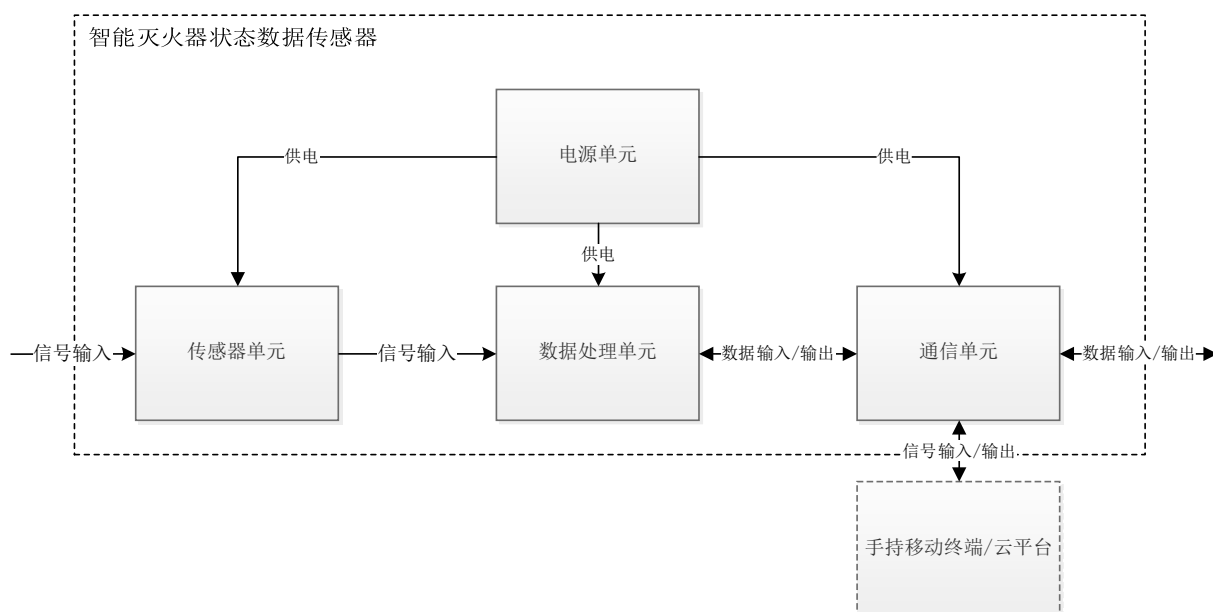 智能灭火器状态数据传感器
电源单元
供电
供电
供电
信号输入
传感器单元
信号输入
数据处理单元
数据输入/输出
通信单元
数据输入/输出
信号输入/输出
手持移动终端/云平台